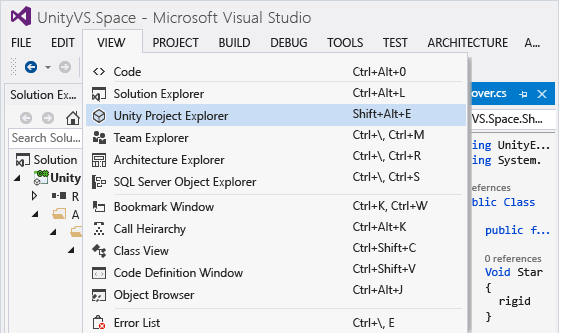 UnityVS.Space - Microsoft Visual Studio
FILE EDIT VIEW PROJECT BUILD DEBUG TOOLS TEST ARCHITECTURE A...
Solution Ex...
Search Solu
Solution
Unity
R
A
Code Ctrl+Alt+0
Solution Explorer Ctrl+Alt+L
Unity Project Explorer Shift+Alt+E
Team Explorer Ctrl+\, Ctrl+M
Architecture Explorer Ctrl+\, Ctrl+R
SQL Server Object Explorer Ctrl+\, Ctrl+S
Bookmark Window Ctrl+K, Ctrl+W
Call Heirarchy Ctrl+Alt+K
Class View Ctrl+Shift+C
Code Definition Window Ctrl+Shift+V
Object Browser Ctrl+Alt+J
Error List Ctrl+\, E
over.cs
VS.Space.Sh...
ing UnityE...
ing System.
efernces
blic Class
public f...
0 references
Void Star
{
rigid
}